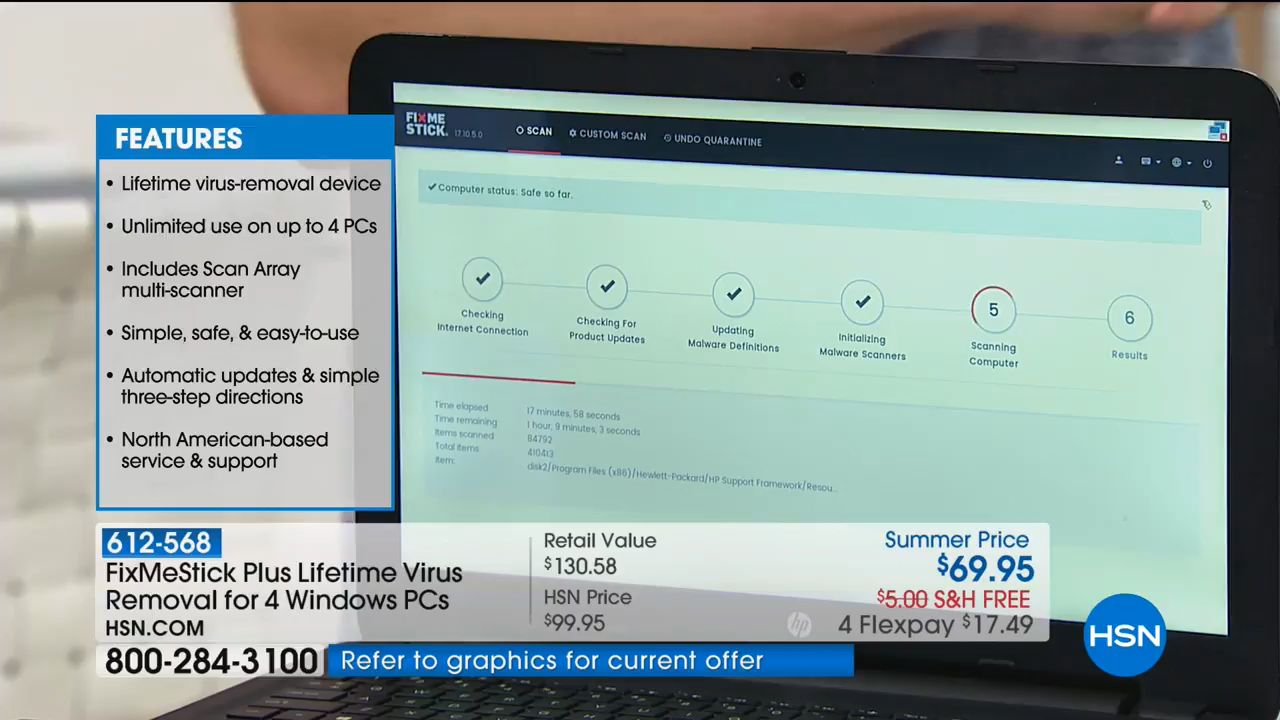 FEATURES
• Lifetime virus-removal device
• Unlimited use on up to 4 PCs
• Includes Scan Array
multi-scanner
• Simple, safe, & easy-to-use
• Automatic updates & simple
three-step directions
• North American-based
service & support
FIXME
STICK. 17.10.5.0
SCAN
CUSTOM SCAN
UNDO QUARANTINE
Computer status: Safe so far.
Checking
Internet Connection
Checking For
Product Updates
Updating
Malware Definitions
Initializing
Malware Scanners
5
Scanning
Computer
6
Results
Time elapsed 17 minutes, 58 seconds
Time remaining 1 hour, 9 minutes, 3 seconds
Items scanned 84792
Total items 410413
Item: disk2/Program Files (x86)/Hewlett-Packard/HP Support Framework/Resou...
612-568
FixMeStick Plus Lifetime Virus
Removal for 4 Windows PCs
HSN.COM
Retail Value
$130.58
HSN Price
$99.95
Summer Price
$69.95
$5.00 S&H FREE
4 Flexpay $17.49
hp
HSN
800-284-3100
Refer to graphics for current offer